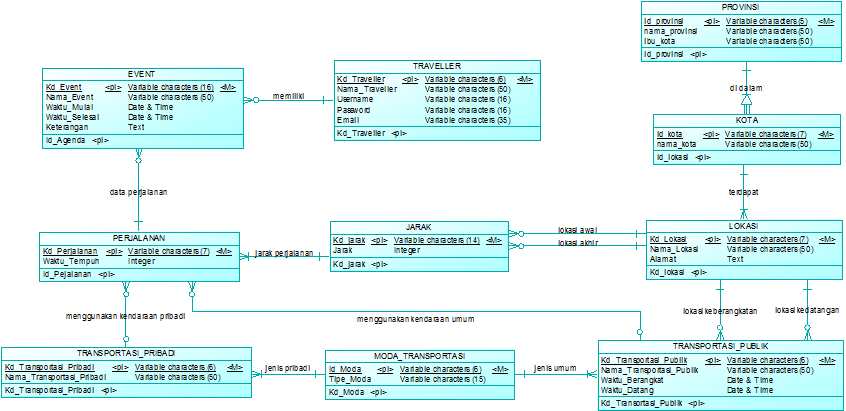 PROVINSI
Id_provinsi <pi> Variable characters (5) <M>
nama_provinsi Variable characters (50)
Ibu_kota Variable characters (50)
Id_provinsi <pi>
di dalam
KOTA
Id_kota <pi> Variable characters (7) <M>
nama_kota Variable characters (50)
Id_lokasi <pi>
terdapat
TRAVELLER
Kd_Traveller <pi> Variable characters (6) <M>
Nama_Traveller Variable characters (50)
Username Variable characters (16)
Password Variable characters (16)
Email Variable characters (35)
Kd_Traveller <pi>
memiliki
EVENT
Kd_Event <pi> Variable characters (16) <M>
Nama_Event Variable characters (50)
Waktu_Mulai Date & Time
Waktu_Selesai Date & Time
Keterangan Text
Id_Agenda <pi>
data perjalanan
PERJALANAN
Kd_Perjalanan <pi> Variable characters (7) <M>
Waktu_Tempuh Integer
Id_Pejalanan <pi>
jarak perjalanan
JARAK
Kd_jarak <pi> Variable characters (14) <M>
Jarak Integer
Kd_jarak <pi>
lokasi awal
lokasi akhir
LOKASI
Kd_Lokasi <pi> Variable characters (7) <M>
Nama_Lokasi Variable characters (50)
Alamat Text
Kd_lokasi <pi>
menggunakan kendaraan pribadi
menggunakan kendaraan umum
lokasi keberangkatan
lokasi kedatangan
TRANSPORTASI_PRIBADI
Kd_Transportasi_Pribadi <pi> Variable characters (6) <M>
Nama_Transportasi_Pribadi Variable characters (50)
Kd_Transportasi_Pribadi <pi>
jenis pribadi
MODA_TRANSPORTASI
Id_Moda <pi> Variable characters (6) <M>
Tipe_Moda Variable characters (15)
Kd_Moda <pi>
jenis umum
TRANSPORTASI_PUBLIK
Kd_Transportasi_Publik <pi> Variable characters (6) <M>
Nama_Transportasi_Publik Variable characters (50)
Waktu_Berangkat Date & Time
Waktu_Datang Date & Time
Kd_Transortasi_Publik <pi>